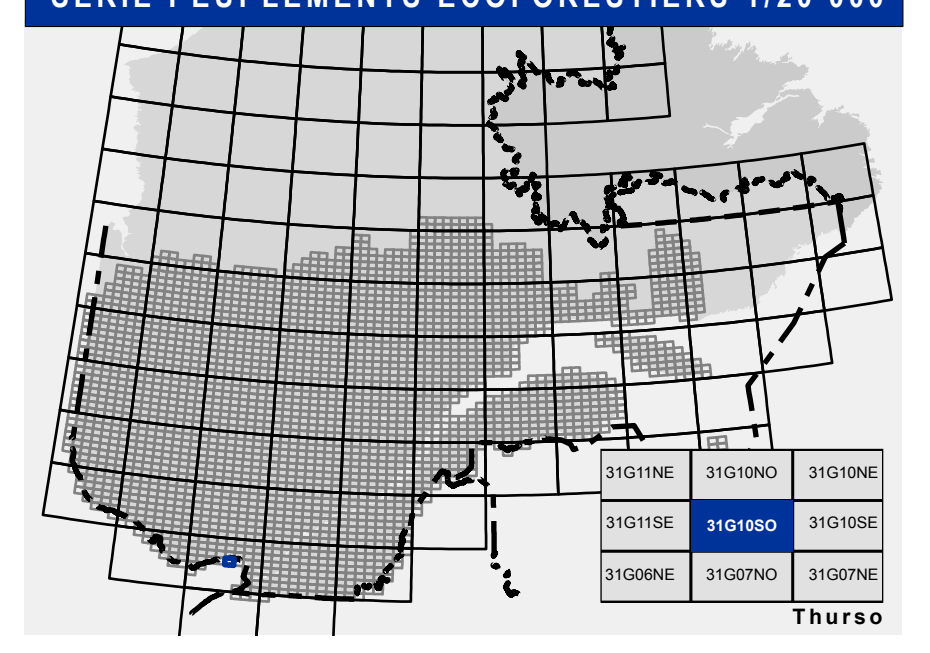 SÉRIE PEUPLEMENTS ÉCOFORESTIERS 1/20 000
31G11NE 31G10NO 31G10NE
31G11SE 31G10SO 31G10SE
31G06NE 31G07NO 31G07NE
Thurso